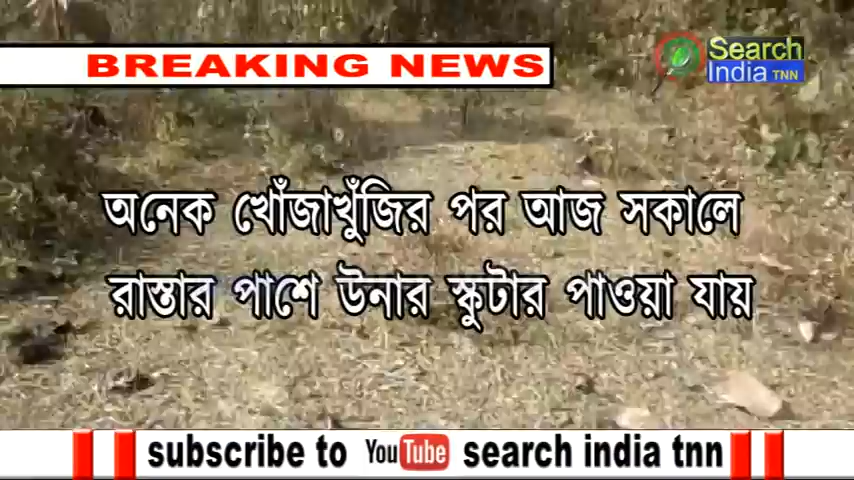 BREAKING NEWS
Search
India TNN
অনেক খোঁজাখুঁজির পর আজ সকালে
রাস্তার পাশে উনার স্কুটার পাওয়া যায়
subscribe to YouTube search india tnn